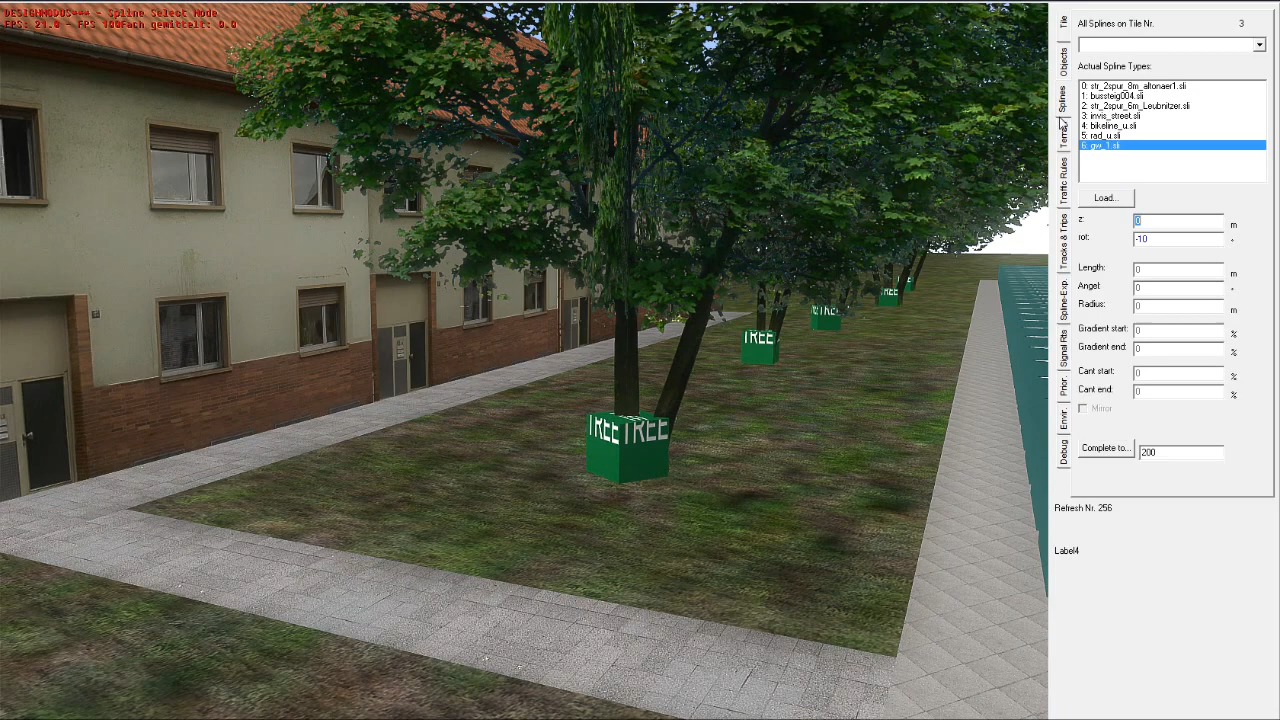 DESIGNMODUS=== - Spline Select Mode
FPS: 21.0 - FPS 100Fach gemittelt: 0.0
TREE TREE
TREE
TREE
TREE
Tile
Objects
Splines
Terra
Traffic Rules
Tracks & Trips
Spline-Exp.
Signal Rts
Prior.
Envir.
Debug
All Splines on Tile Nr. 3
Actual Spline Types:
0: str_2spur_8m_altonaer1.sli
1: bussteig004.sli
2: str_2spur_6m_Leubnitzer.sli
3: invis_street.sli
4: bikeline_u.sli
5: rad_u.sli
6: gw_1.sli
Load...
z: 0 m
rot: -10 °
Length: 0 m
Angel: 0 °
Radius: 0 m
Gradient start: 0 %
Gradient end: 0 %
Cant start: 0 %
Cant end: 0 %
Mirror
Complete to... 200
Refresh Nr. 256
Label4